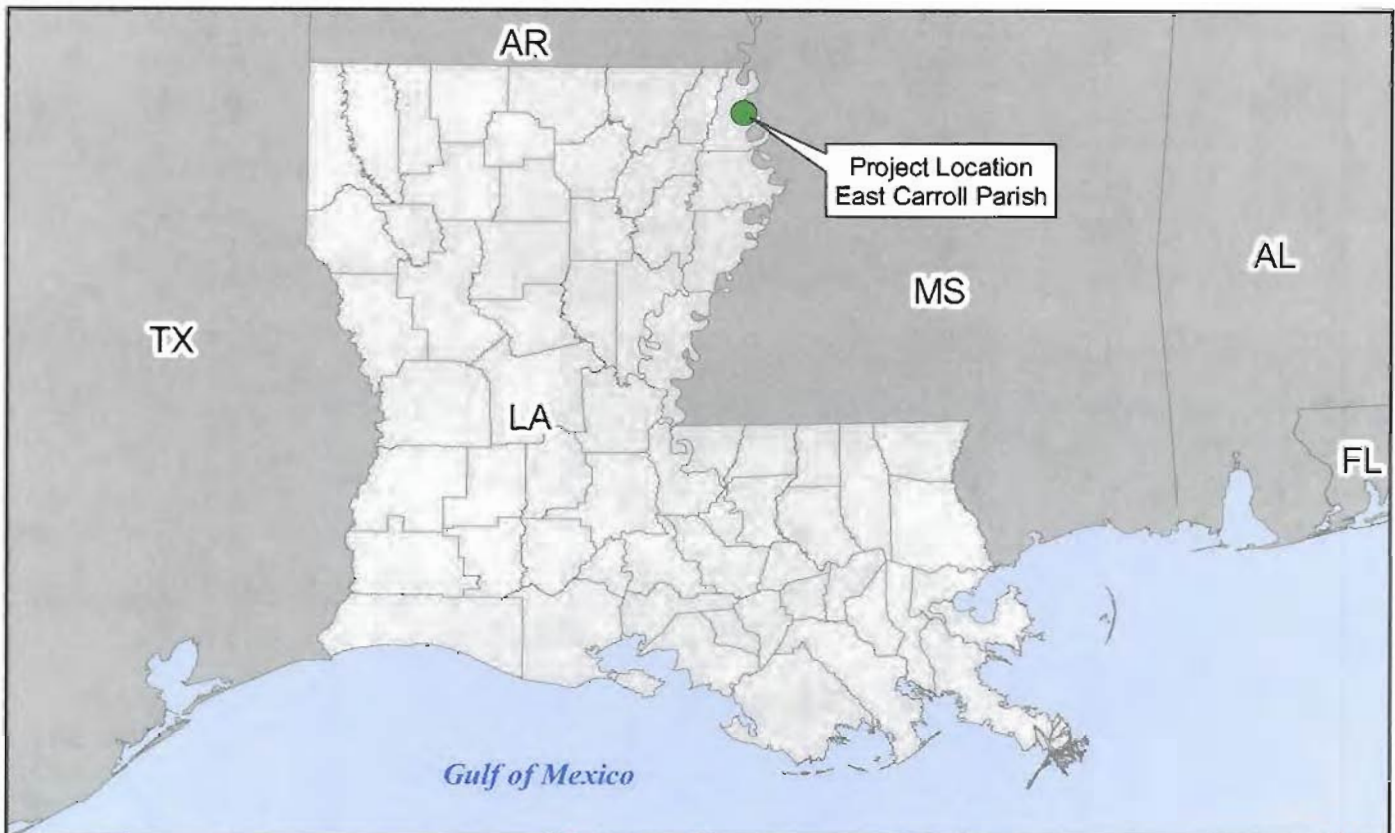 AR
Project Location
East Carroll Parish
AL
MS
TX
LA
FL
Gulf of Mexico